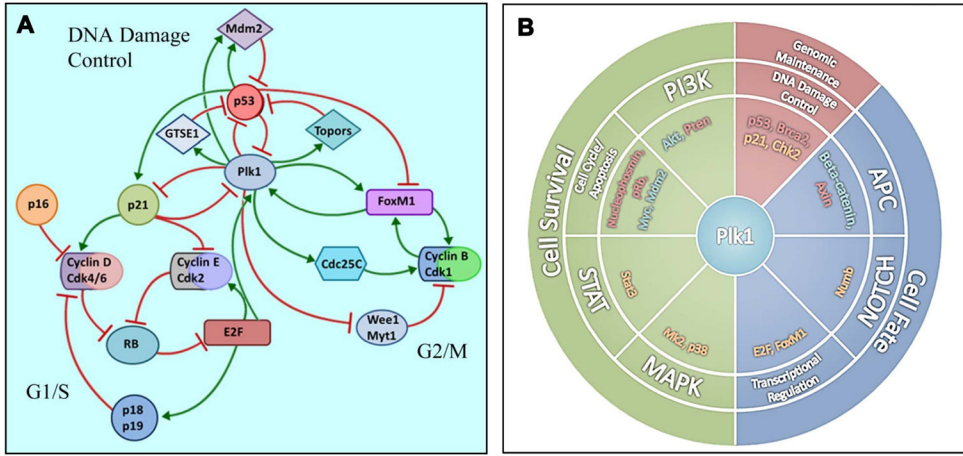 A
DNA Damage
Control
Mdm2
p53
GTSE1
Topors
Plk1
p16
p21
FoxM1
Cyclin D
Cdk4/6
Cyclin E
Cdk2
Cdc25C
Cyclin B
Cdk1
RB
E2F
Wee1
Myt1
G2/M
G1/S
p18
p19
B
Genomic
Maintenance
DNA Damage
Control
p53, Brca2,
p21, Chk2
PI3K
Akt, Pten
Cell Survival
Cell Cycle/
Apoptosis
Nucleophosmin,
pRb,
Myc, Mdm2
APC
Beta-catenin,
Axin
Plk1
STAT
Stat3
Cell Fate
NOTCH
Numb
MAPK
Mk2, p38
E2F, FoxM1
Transcriptional
Regulation